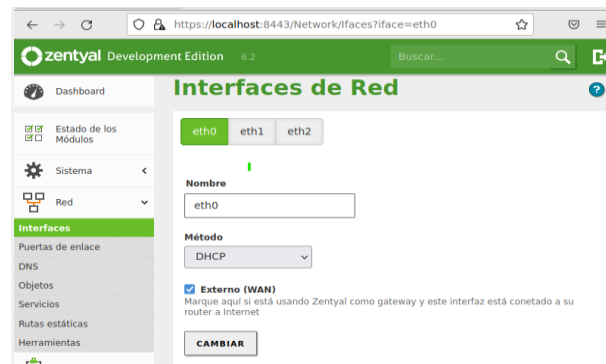 https://localhost:8443/Network/Ifaces?iface=eth0
zentyal Development Edition 6.2
Buscar...
Dashboard
Estado de los
Módulos
Sistema
Red
Interfaces
Puertas de enlace
DNS
Objetos
Servicios
Rutas estáticas
Herramientas
Interfaces de Red
?
eth0 eth1 eth2
Nombre
eth0
Método
DHCP
Externo (WAN)
Marque aquí si está usando Zentyal como gateway y este interfaz está conetado a su
router a Internet
CAMBIAR